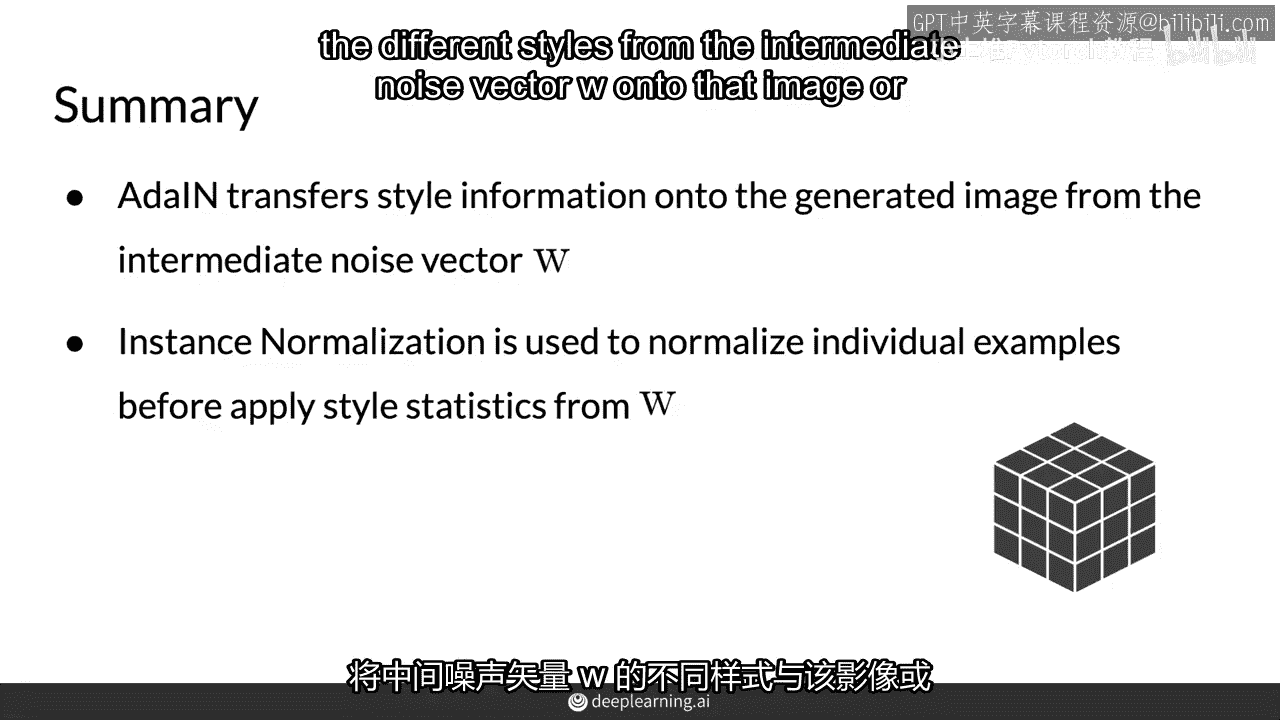 GPT中英字幕课程资源@bilibili.com
the different styles from the intermediate
noise vector w onto that image or
Summary
● AdaIN transfers style information onto the generated image from the
intermediate noise vector w
● Instance Normalization is used to normalize individual examples
before apply style statistics from w
将中间噪声矢量 w 的不同样式与该影像或
deeplearning.ai